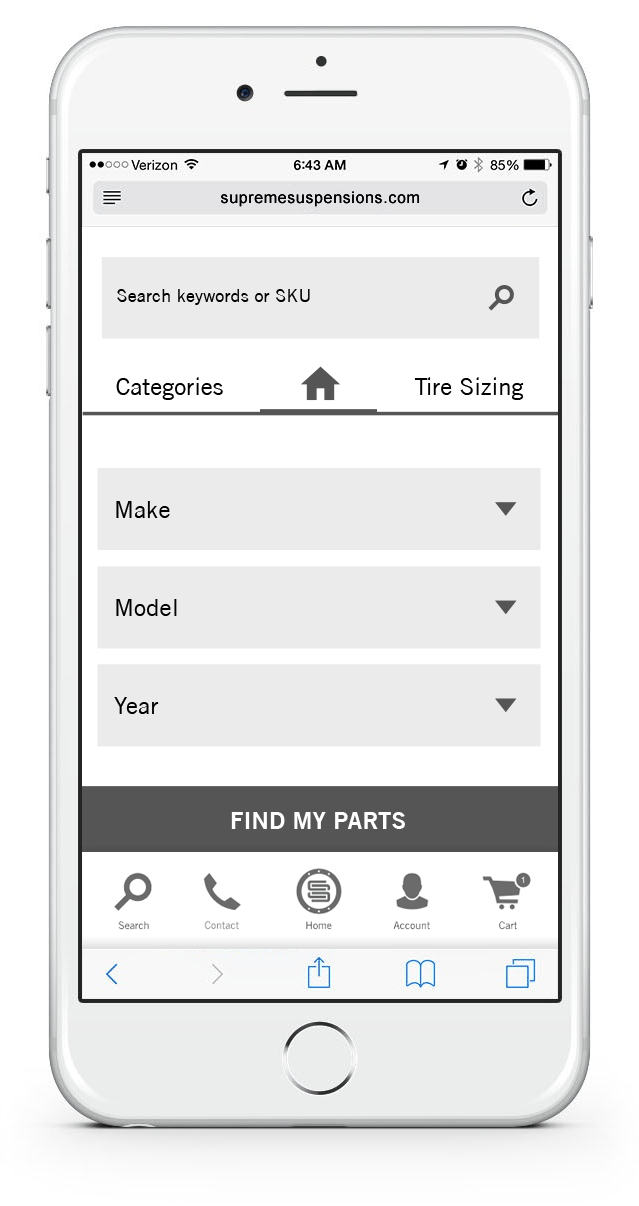 Verizon 6:43 AM 85%
supremesuspensions.com
Search keywords or SKU
Categories Tire Sizing
Make
Model
Year
FIND MY PARTS
1
Search Contact Home Account Cart